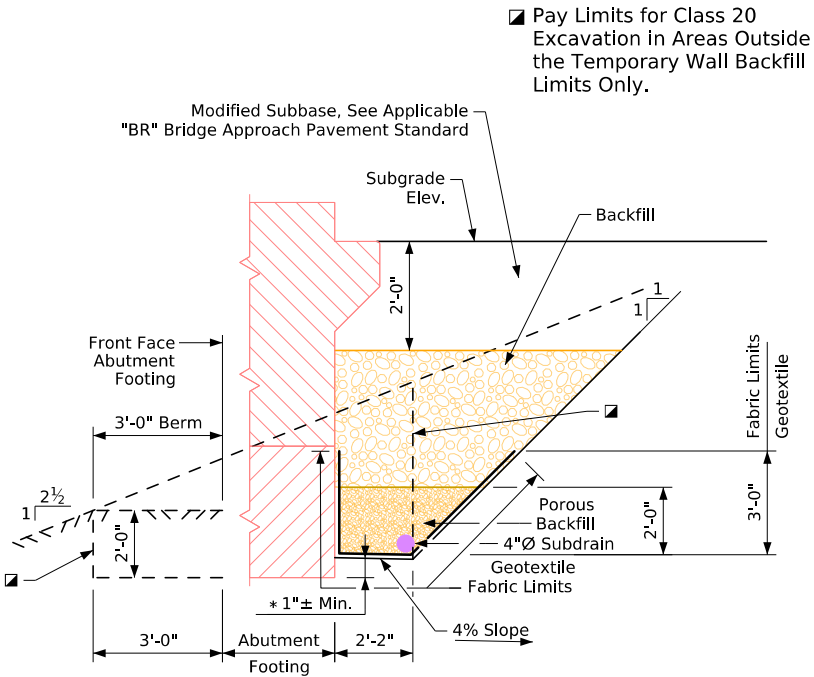 ◪ Pay Limits for Class 20
Excavation in Areas Outside
the Temporary Wall Backfill
Limits Only.
Modified Subbase, See Applicable
"BR" Bridge Approach Pavement Standard
Subgrade
Elev.
Backfill
2'-0"
1
1
Front Face
Abutment
Footing
Fabric Limits
Geotextile
3'-0" Berm
2½
1
2'-0"
Porous
Backfill
4"Ø Subdrain
2'-0"
3'-0"
Geotextile
Fabric Limits
* 1"± Min.
4% Slope
3'-0"
Abutment
Footing
2'-2"